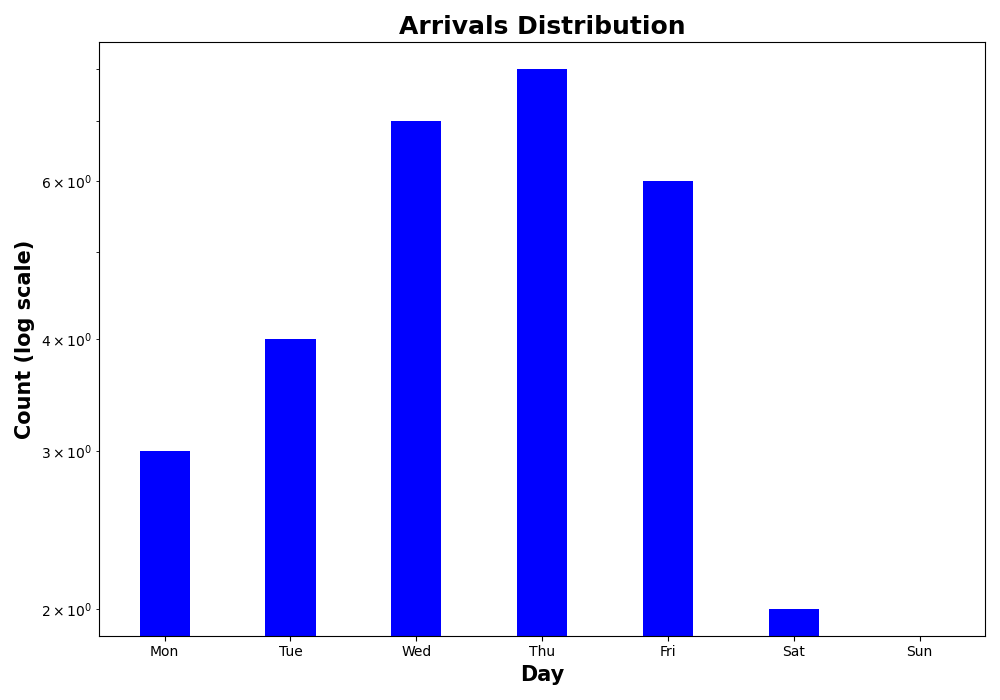 Arrivals Distribution
Count (log scale)
6 × 10⁰
4 × 10⁰
3 × 10⁰
2 × 10⁰
Mon Tue Wed Thu Fri Sat Sun
Day